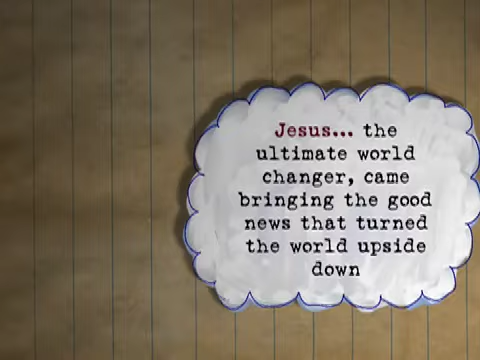 Jesus... the
ultimate world
changer, came
bringing the good
news that turned
the world upside
down